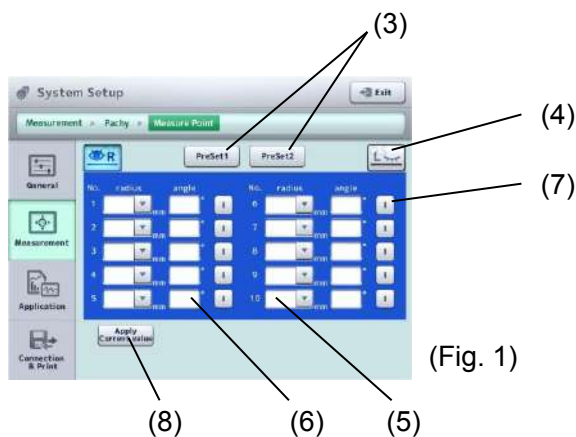 (3)
System Setup
Exit
Measurement » Pachy » Measure Point
(4)
R PreSet1 PreSet2 L
(7)
General
No. radius angle No. radius angle
1 mm ° I 6 mm ° I
2 mm ° I 7 mm ° I
Measurement
3 mm ° I 8 mm ° I
4 mm ° I 9 mm ° I
Application
5 mm ° I 10 mm ° I
Apply
Current value
Connection
& Print
(Fig. 1)
(8) (6) (5)